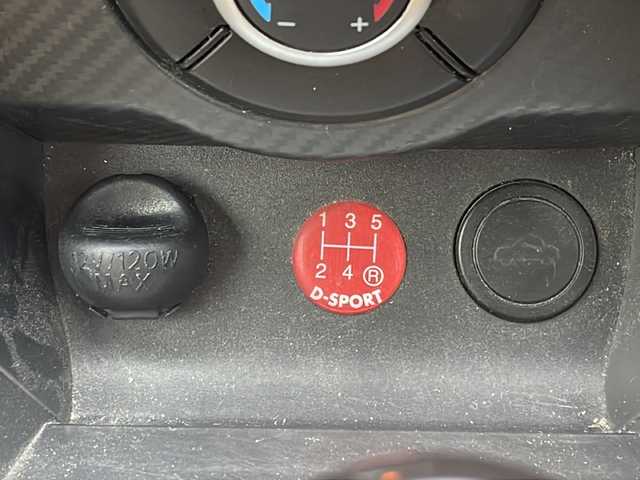 - +
12V/120W
MAX
1 3 5
2 4 R
D-SPORT